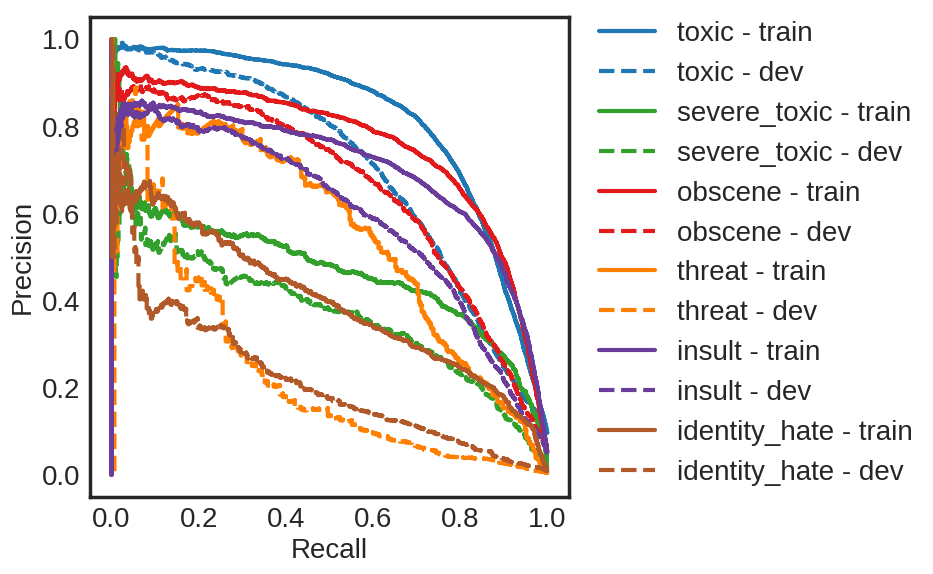 1.0
0.8
0.6
0.4
0.2
0.0
Precision
0.0 0.2 0.4 0.6 0.8 1.0
Recall
toxic - train
toxic - dev
severe_toxic - train
severe_toxic - dev
obscene - train
obscene - dev
threat - train
threat - dev
insult - train
insult - dev
identity_hate - train
identity_hate - dev